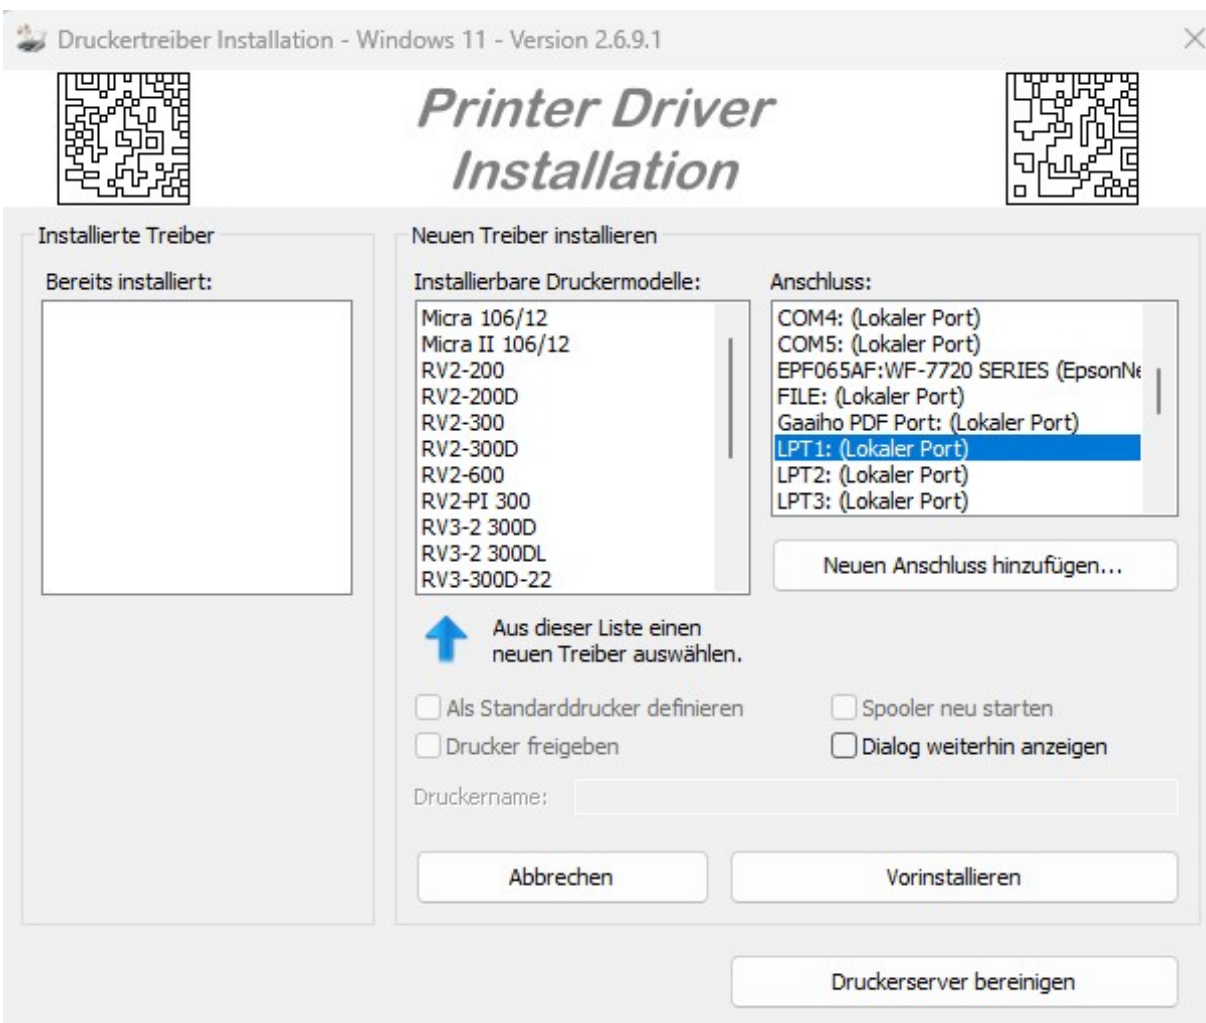 Druckertreiber Installation - Windows 11 - Version 2.6.9.1
Printer Driver
Installation
Installierte Treiber
Bereits installiert:
Neuen Treiber installieren
Installierbare Druckermodelle:
Micra 106/12
Micra II 106/12
RV2-200
RV2-200D
RV2-300
RV2-300D
RV2-600
RV2-PI 300
RV3-2 300D
RV3-2 300DL
RV3-300D-22
Anschluss:
COM4: (Lokaler Port)
COM5: (Lokaler Port)
EPF065AF:WF-7720 SERIES (EpsonNe
FILE: (Lokaler Port)
Gaaiho PDF Port: (Lokaler Port)
LPT1: (Lokaler Port)
LPT2: (Lokaler Port)
LPT3: (Lokaler Port)
Neuen Anschluss hinzufügen...
Aus dieser Liste einen
neuen Treiber auswählen.
Als Standarddrucker definieren
Spooler neu starten
Drucker freigeben
Dialog weiterhin anzeigen
Druckername:
Abbrechen
Vorinstallieren
Druckerserver bereinigen